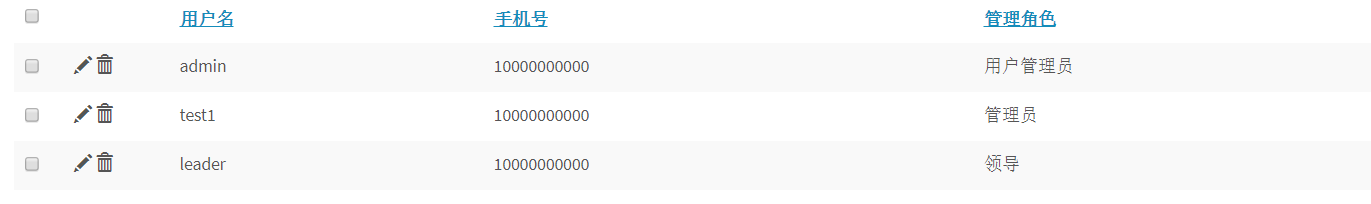 用户名 手机号 管理角色
admin 10000000000 用户管理员
test1 10000000000 管理员
leader 10000000000 领导